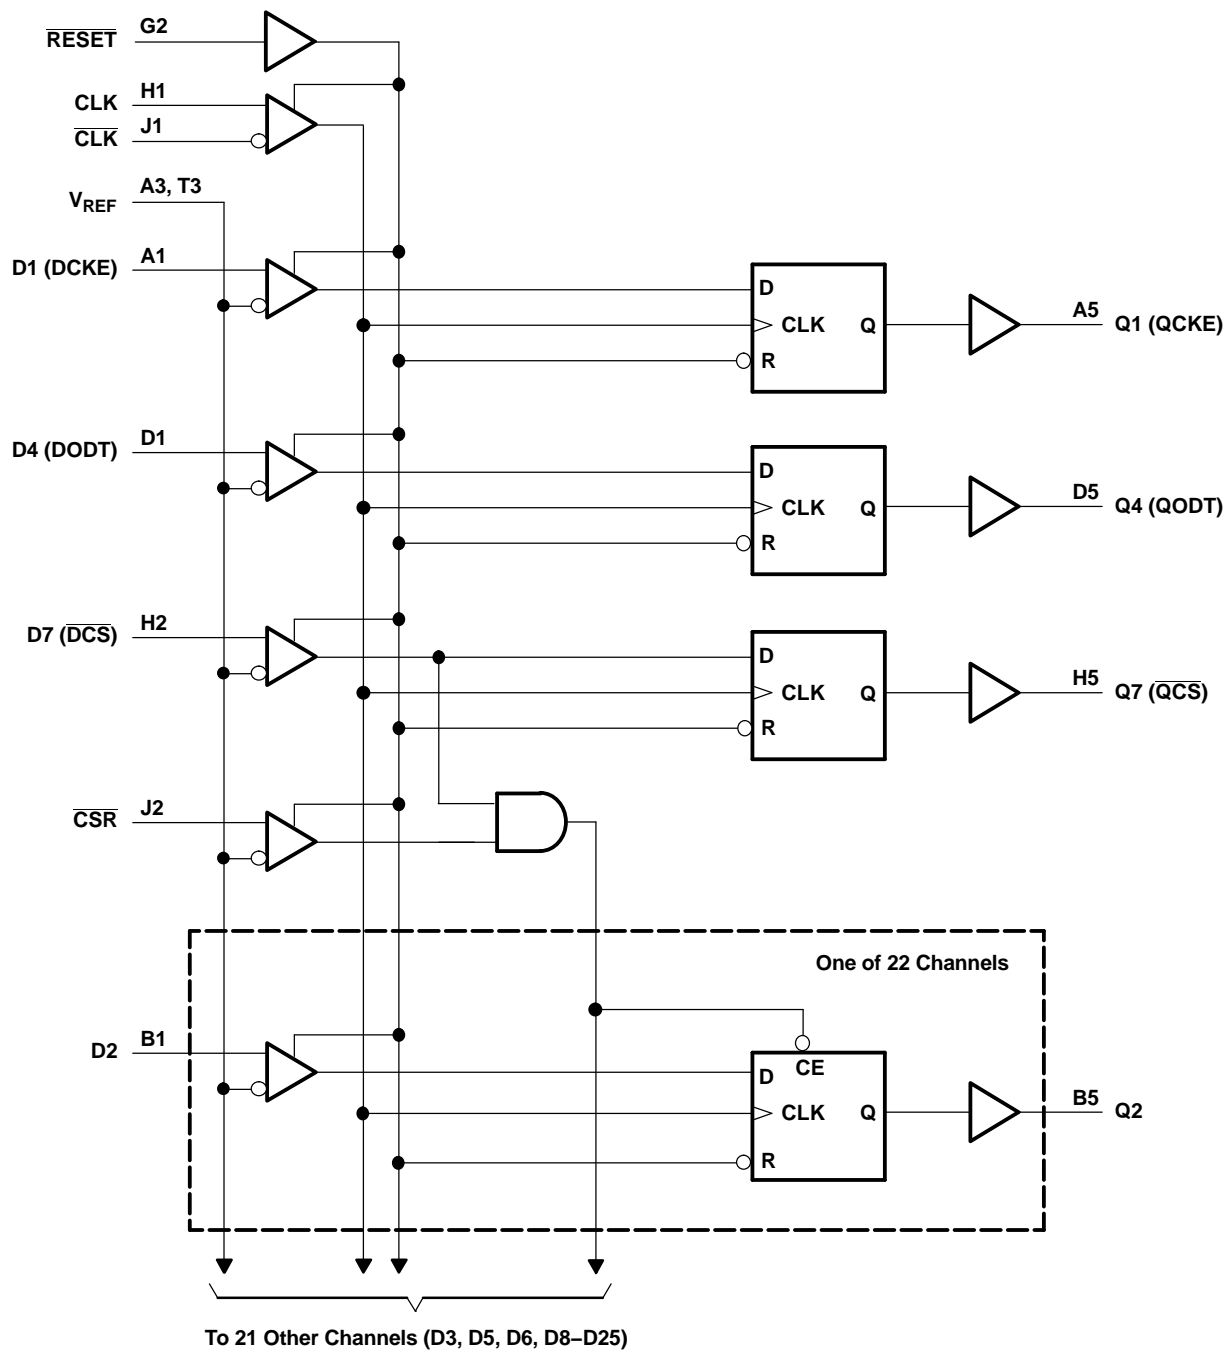 RESET G2
CLK H1
CLK J1
VREF A3, T3
D1 (DCKE) A1
D
CLK Q
R
A5 Q1 (QCKE)
D4 (DODT) D1
D
CLK Q
R
D5 Q4 (QODT)
D7 (DCS) H2
D
CLK Q
R
H5 Q7 (QCS)
CSR J2
One of 22 Channels
D2 B1
CE
D
CLK Q
R
B5 Q2
To 21 Other Channels (D3, D5, D6, D8–D25)